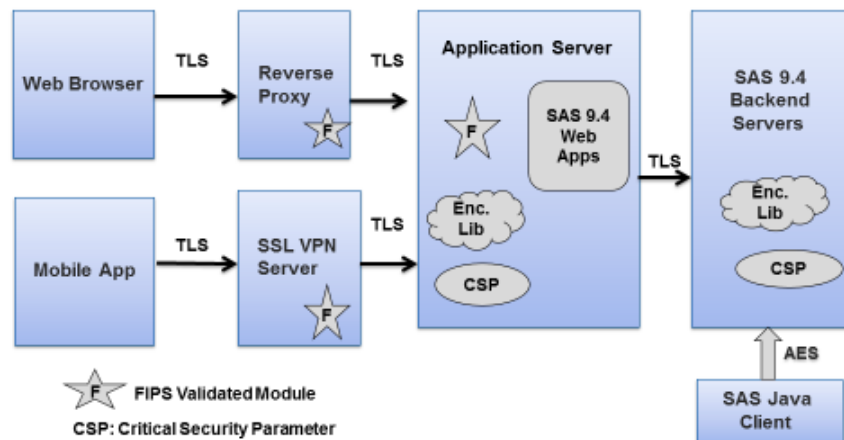 Web Browser
TLS
Reverse
Proxy
F
TLS
Application Server
F
SAS 9.4
Web
Apps
Enc.
Lib
CSP
TLS
SAS 9.4
Backend
Servers
Enc.
Lib
CSP
Mobile App
TLS
SSL VPN
Server
F
TLS
AES
SAS Java
Client
F
FIPS Validated Module
CSP: Critical Security Parameter